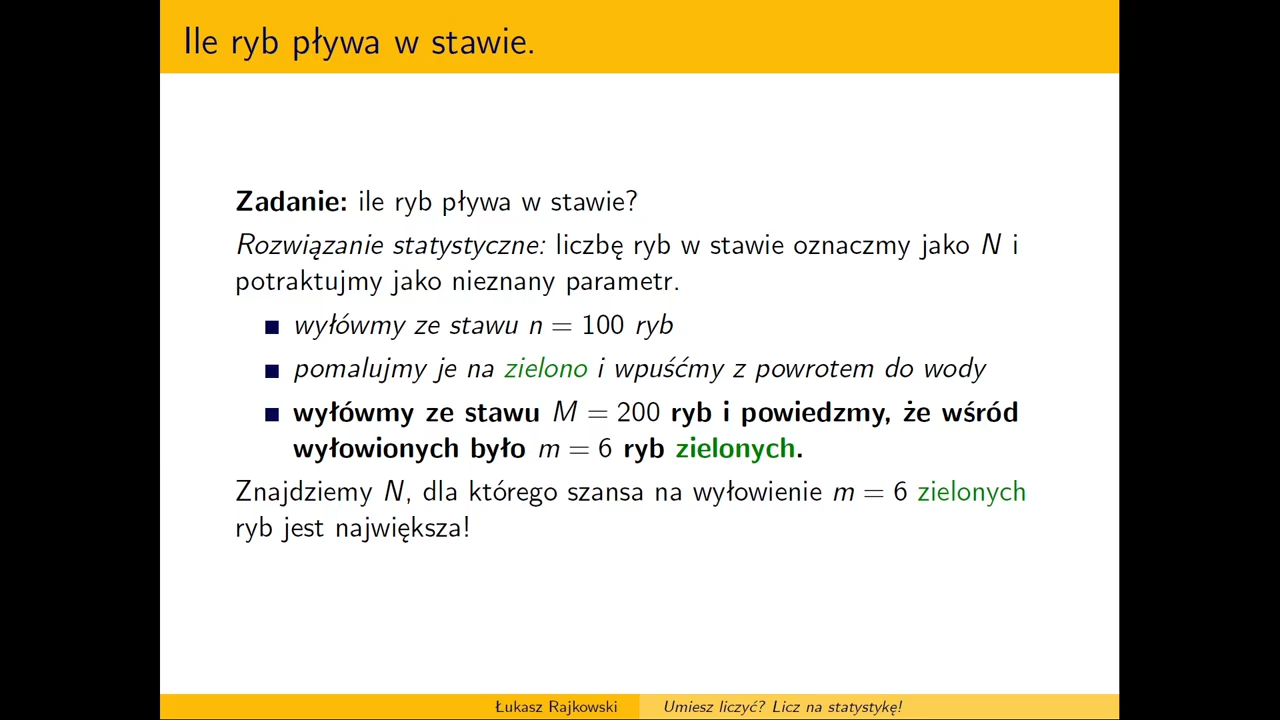 Ile ryb pływa w stawie.
Zadanie: ile ryb pływa w stawie?
Rozwiązanie statystyczne: liczbę ryb w stawie oznaczmy jako N i
potraktujmy jako nieznany parametr.
wyłówmy ze stawu n = 100 ryb
pomalujmy je na zielono i wpuśćmy z powrotem do wody
wyłówmy ze stawu M = 200 ryb i powiedzmy, że wśród
wyłowionych było m = 6 ryb zielonych.
Znajdziemy N, dla którego szansa na wyłowienie m = 6 zielonych
ryb jest największa!
Łukasz Rajkowski Umiesz liczyć? Licz na statystykę!